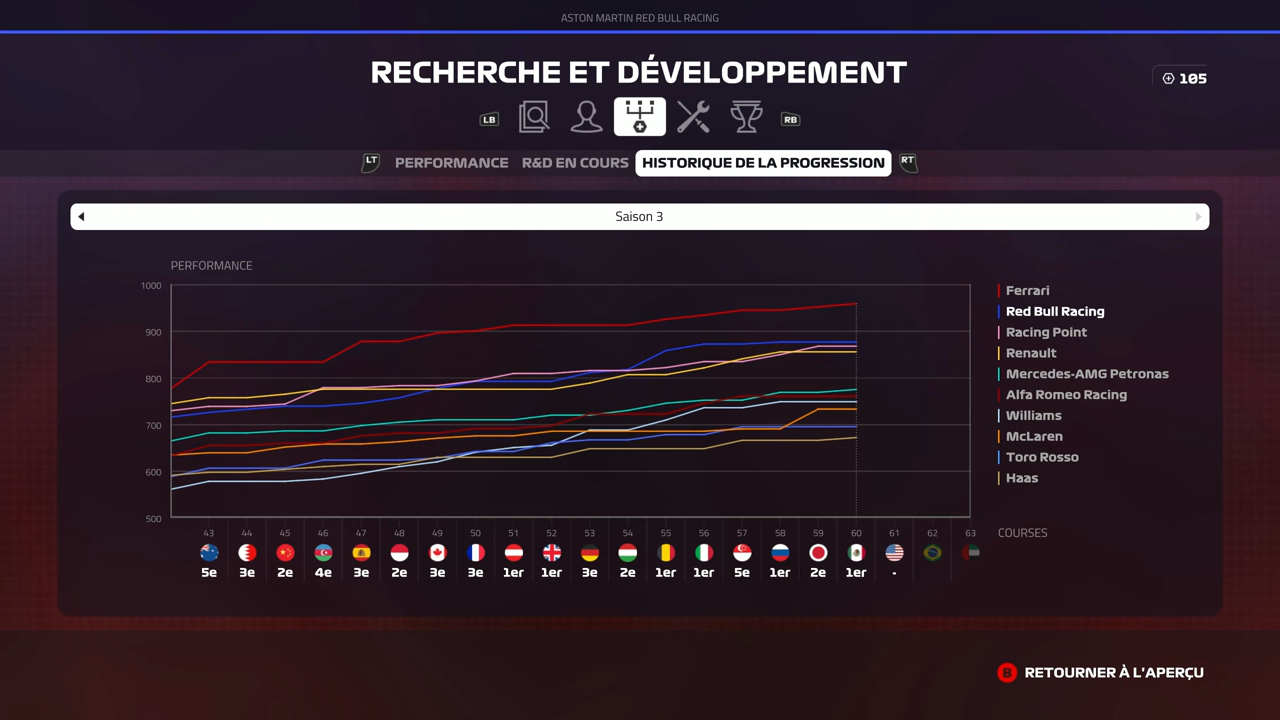 ASTON MARTIN RED BULL RACING
RECHERCHE ET DÉVELOPPEMENT
105
LB RB
LT PERFORMANCE R&D EN COURS HISTORIQUE DE LA PROGRESSION RT
Saison 3
PERFORMANCE
1000
900
800
700
600
500
Ferrari
Red Bull Racing
Racing Point
Renault
Mercedes-AMG Petronas
Alfa Romeo Racing
Williams
McLaren
Toro Rosso
Haas
43 44 45 46 47 48 49 50 51 52 53 54 55 56 57 58 59 60 61 62 63
COURSES
5e 3e 2e 4e 3e 2e 3e 3e 1er 1er 3e 2e 1er 1er 5e 1er 2e 1er -
B RETOURNER À L'APERÇU